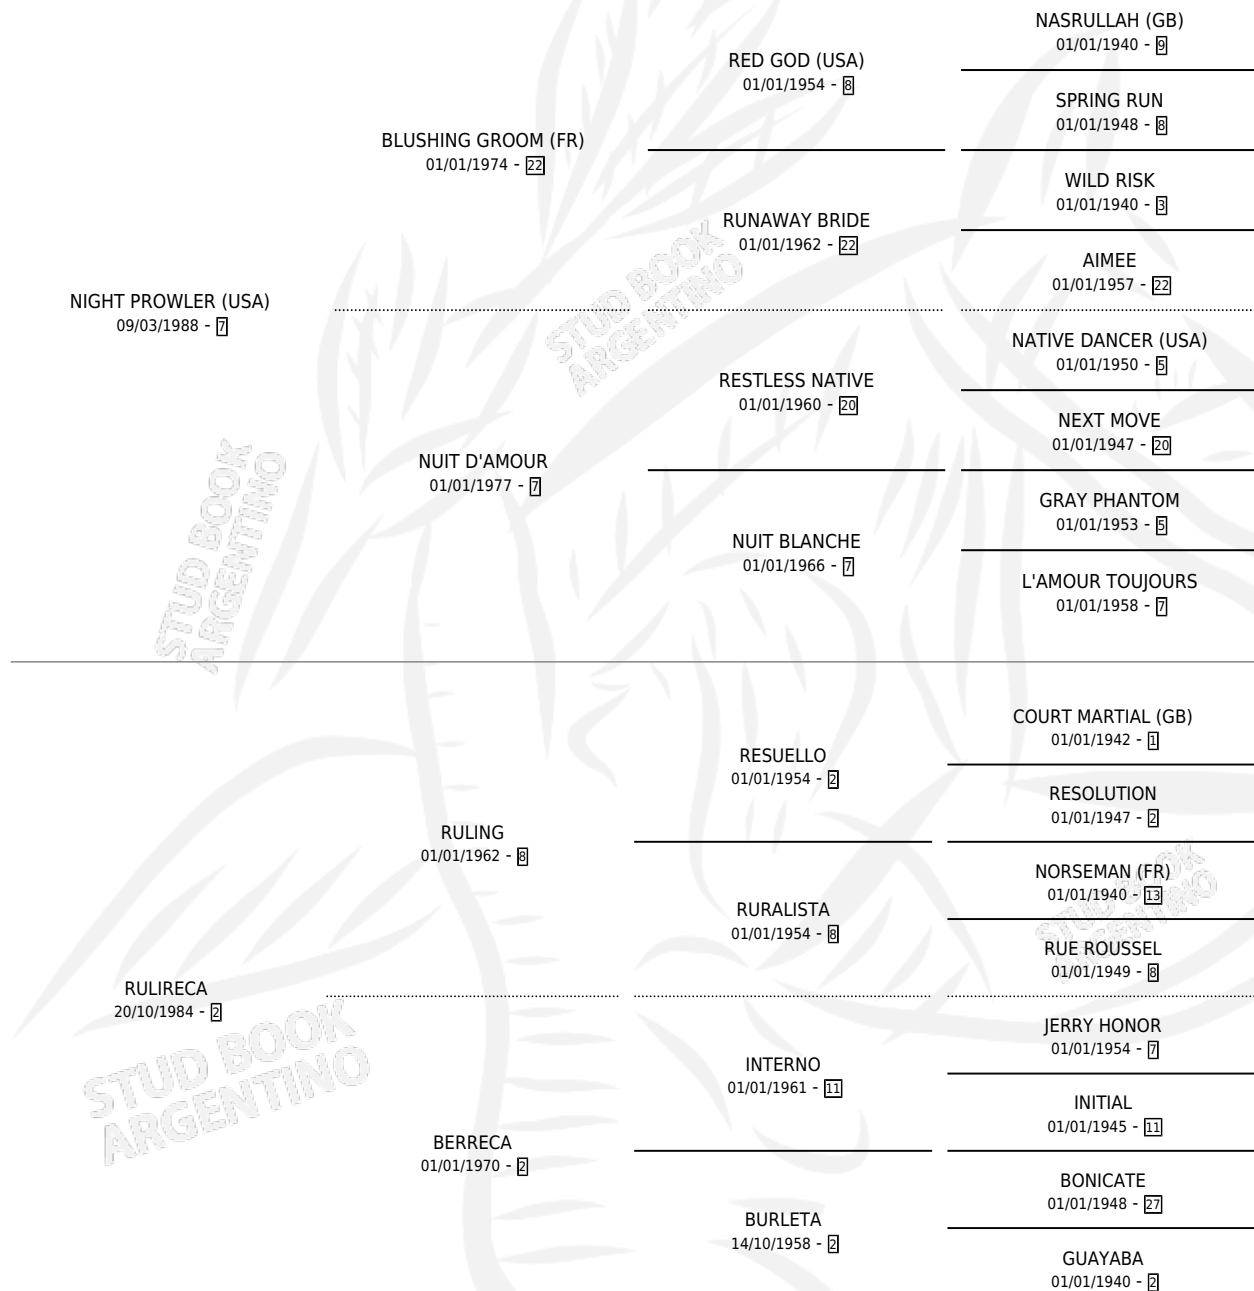 NASRULLAH (GB)
01/01/1940 - 9
RED GOD (USA)
01/01/1954 - 8
SPRING RUN
01/01/1948 - 8
BLUSHING GROOM (FR)
01/01/1974 - 22
WILD RISK
01/01/1940 - 3
RUNAWAY BRIDE
01/01/1962 - 22
AIMEE
01/01/1957 - 22
NIGHT PROWLER (USA)
09/03/1988 - 7
NATIVE DANCER (USA)
01/01/1950 - 5
RESTLESS NATIVE
01/01/1960 - 20
NEXT MOVE
01/01/1947 - 20
NUIT D'AMOUR
01/01/1977 - 7
GRAY PHANTOM
01/01/1953 - 5
NUIT BLANCHE
01/01/1966 - 7
L'AMOUR TOUJOURS
01/01/1958 - 7
COURT MARTIAL (GB)
01/01/1942 - 1
RESUELLO
01/01/1954 - 2
RESOLUTION
01/01/1947 - 2
RULING
01/01/1962 - 8
NORSEMAN (FR)
01/01/1940 - 13
RURALISTA
01/01/1954 - 8
RUE ROUSSEL
01/01/1949 - 8
RULIRECA
20/10/1984 - 2
JERRY HONOR
01/01/1954 - 7
INTERNO
01/01/1961 - 11
INITIAL
01/01/1945 - 11
BERRECA
01/01/1970 - 2
BONICATE
01/01/1948 - 27
BURLETA
14/10/1958 - 2
GUAYABA
01/01/1940 - 2
STUD BOOK
ARGENTINO
STUD BOOK
ARGENTINO
STUD BOOK
ARGENTINO
STUD BOOK
ARGENTINO